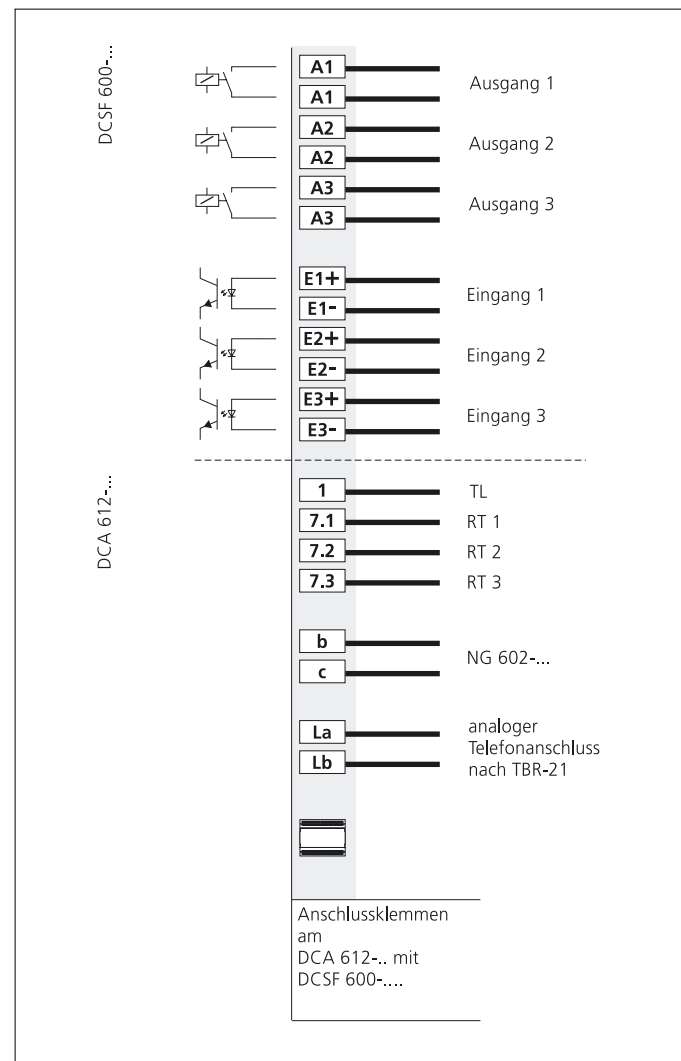 DCSF 600-...
A1
A1
Ausgang 1
A2
A2
Ausgang 2
A3
A3
Ausgang 3
E1+
E1-
Eingang 1
E2+
E2-
Eingang 2
E3+
E3-
Eingang 3
DCA 612-...
1 TL
7.1 RT 1
7.2 RT 2
7.3 RT 3
b
c
NG 602-...
La
Lb
analoger
Telefonanschluss
nach TBR-21
Anschlussklemmen
am
DCA 612-.. mit
DCSF 600-....